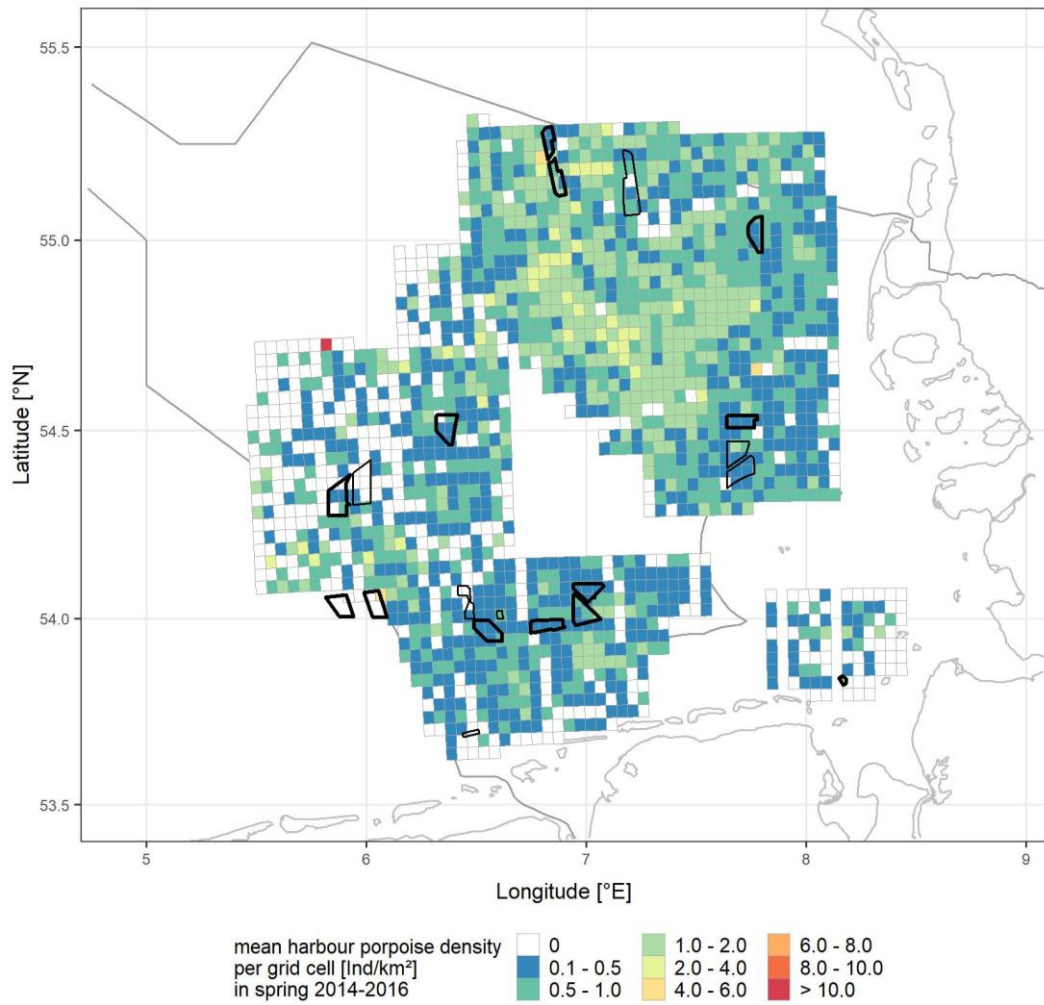 55.5
55.0
54.5
54.0
53.5
Latitude [°N]
5 6 7 8 9
Longitude [°E]
mean harbour porpoise density
per grid cell [Ind/km²]
in spring 2014-2016
0
0.1 - 0.5
0.5 - 1.0
1.0 - 2.0
2.0 - 4.0
4.0 - 6.0
6.0 - 8.0
8.0 - 10.0
> 10.0